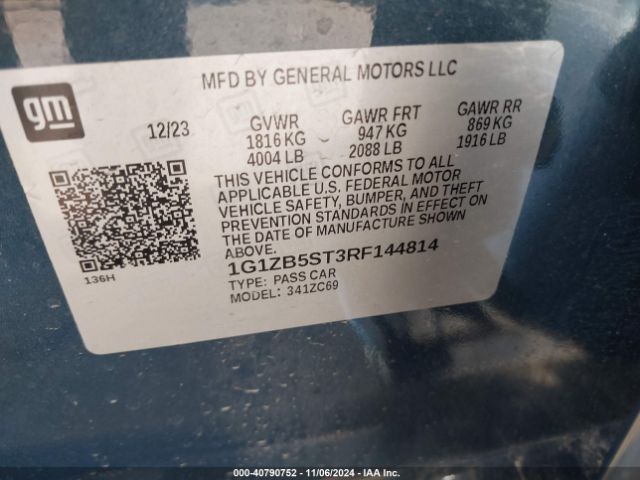 MFD BY GENERAL MOTORS LLC
gm
12/23
GVWR
1816 KG
4004 LB
GAWR FRT
947 KG
2088 LB
GAWR RR
869 KG
1916 LB
THIS VEHICLE CONFORMS TO ALL
APPLICABLE U.S. FEDERAL MOTOR
VEHICLE SAFETY, BUMPER, AND THEFT
PREVENTION STANDARDS IN EFFECT ON
THE DATE OF MANUFACTURE SHOWN
ABOVE.
1G1ZB5ST3RF144814
TYPE: PASS CAR
MODEL: 341ZC69
136H
000-40790752 - 11/06/2024 - IAA Inc.